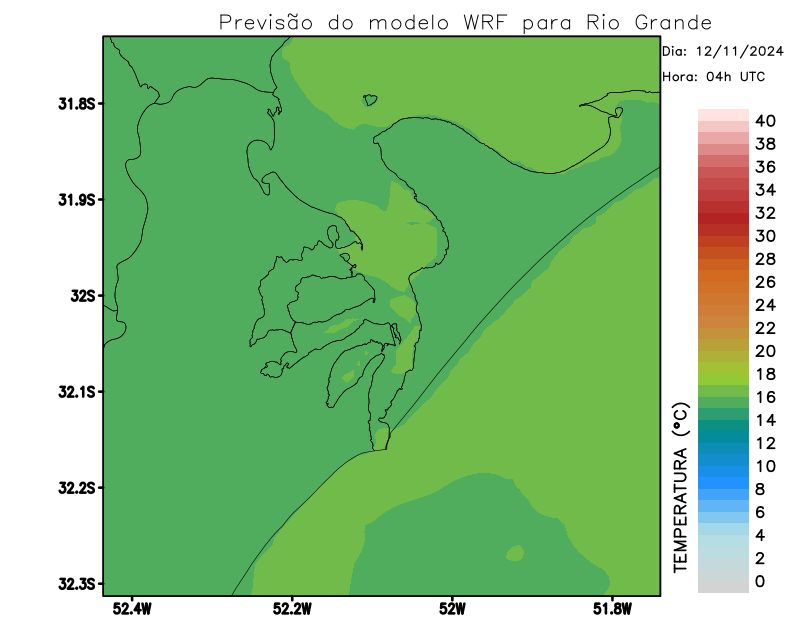 Previsão do modelo WRF para Rio Grande
Dia: 12/11/2024
Hora: 04h UTC
31.8S
31.9S
32S
32.1S
32.2S
32.3S
52.4W
52.2W
52W
51.8W
TEMPERATURA (°C)
40
38
36
34
32
30
28
26
24
22
20
18
16
14
12
10
8
6
4
2
0